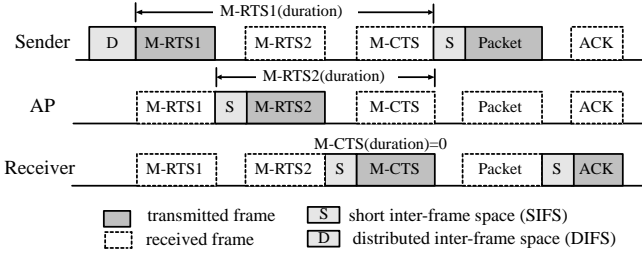 M-RTS1(duration)
Sender D M-RTS1 M-RTS2 M-CTS S Packet ACK
M-RTS2(duration)
AP M-RTS1 S M-RTS2 M-CTS Packet ACK
M-CTS(duration)=0
Receiver M-RTS1 M-RTS2 S M-CTS Packet S ACK
transmitted frame S short inter-frame space (SIFS)
received frame D distributed inter-frame space (DIFS)